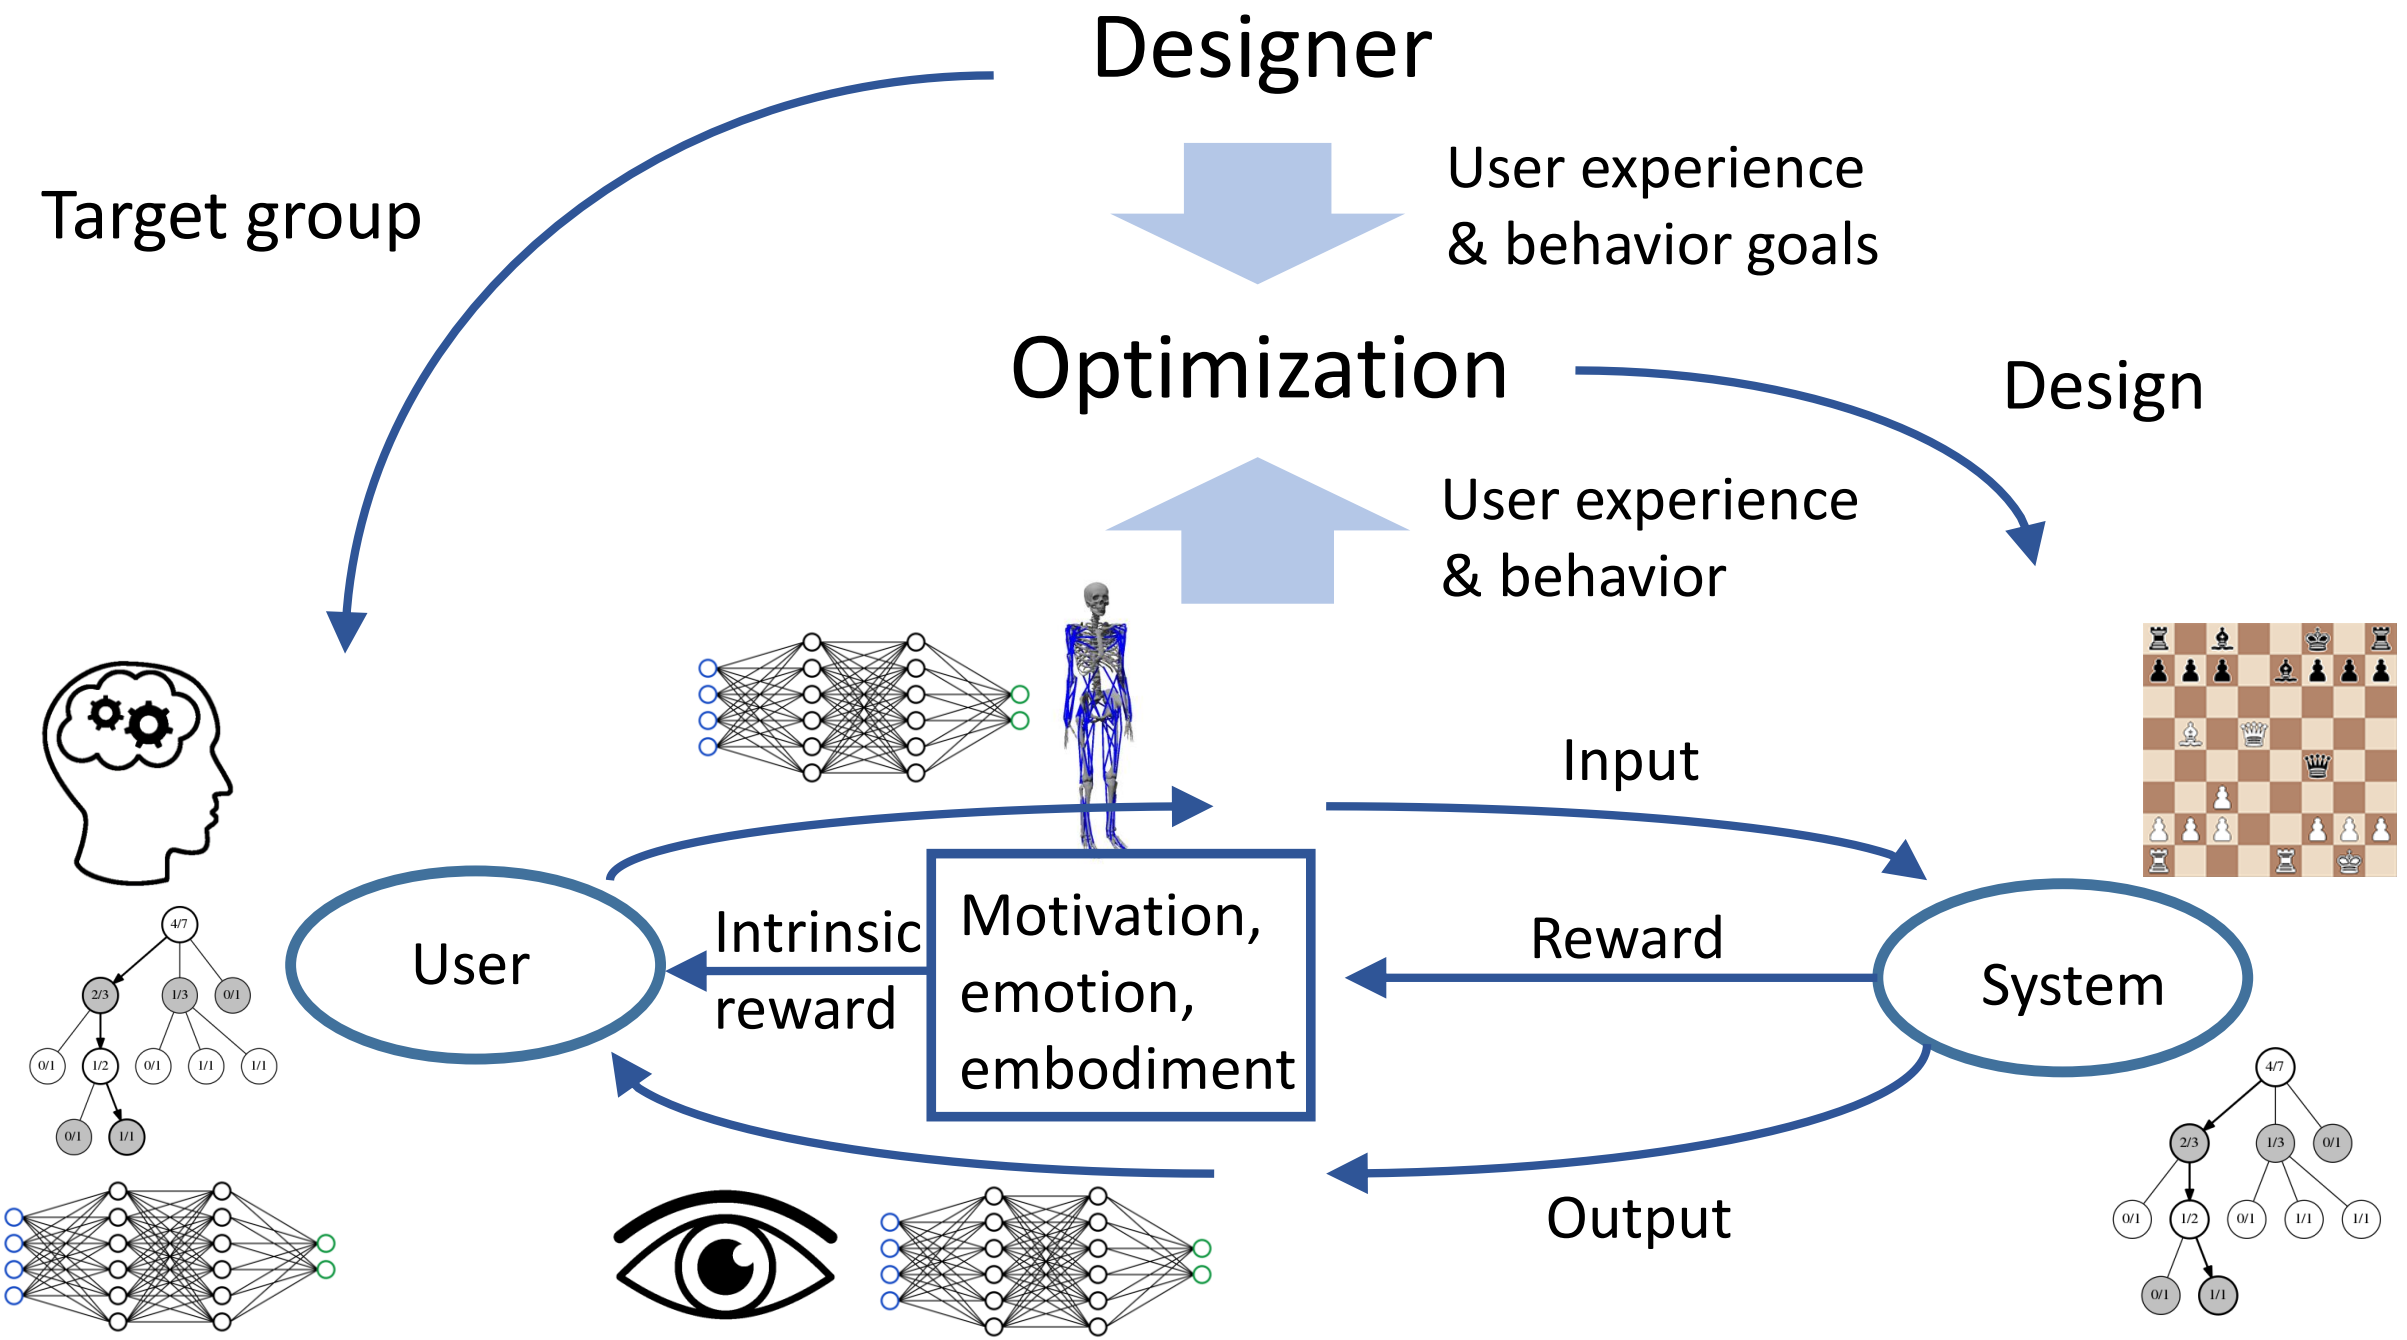 Designer
User experience
& behavior goals
Target group
Optimization
Design
User experience
& behavior
Input
Intrinsic
reward
Motivation,
emotion,
embodiment
Reward
User
System
Output
4/7
2/3 1/3 0/1
0/1 1/2 0/1 1/1 1/1
0/1 1/1
4/7
2/3 1/3 0/1
0/1 1/2 0/1 1/1 1/1
0/1 1/1